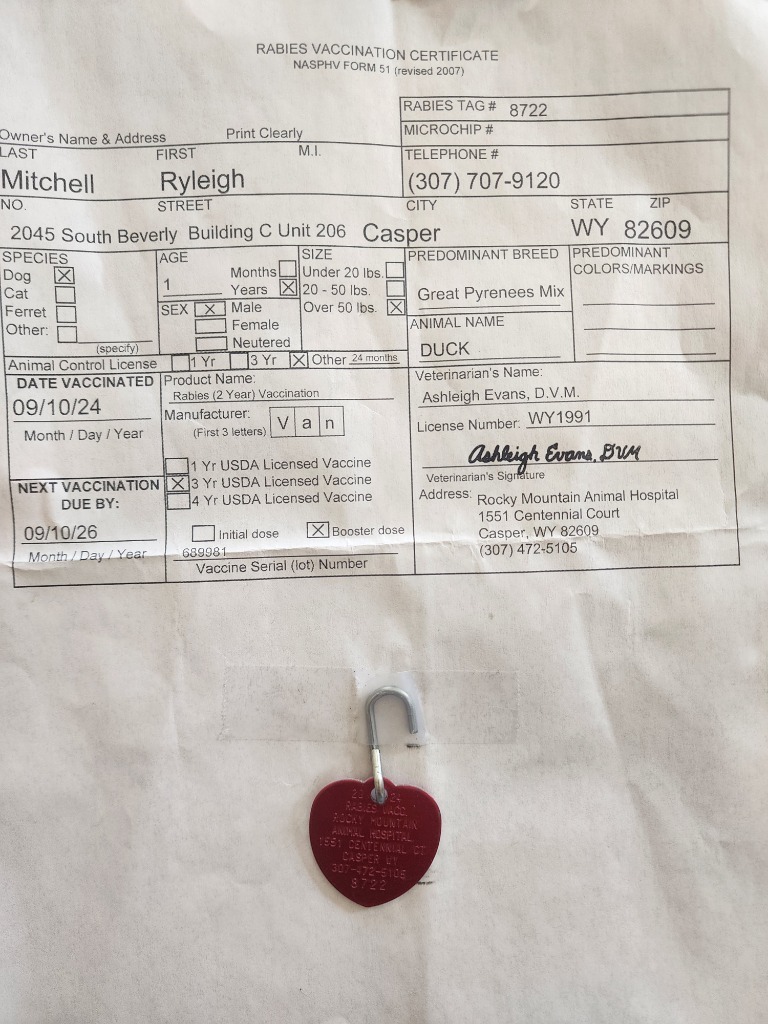 RABIES VACCINATION CERTIFICATE
NASPHV FORM 51 (revised 2007)
RABIES TAG # 8722
MICROCHIP #
Owner's Name & Address Print Clearly
LAST FIRST M.I.
TELEPHONE #
Mitchell Ryleigh
(307) 707-9120
NO. STREET CITY STATE ZIP
2045 South Beverly Building C Unit 206 Casper WY 82609
SPECIES
Dog X
Cat
Ferret
Other:
(specify)
AGE
1
Months
Years X
SEX X Male
Female
Neutered
SIZE
Under 20 lbs.
20 - 50 lbs.
Over 50 lbs. X
PREDOMINANT BREED
Great Pyrenees Mix
ANIMAL NAME
DUCK
PREDOMINANT
COLORS/MARKINGS
Animal Control License 1 Yr 3 Yr X Other 24 months
DATE VACCINATED
09/10/24
Month / Day / Year
NEXT VACCINATION
DUE BY:
09/10/26
Month / Day / Year
Product Name:
Rabies (2 Year) Vaccination
Manufacturer: V a n
(First 3 letters)
1 Yr USDA Licensed Vaccine
X 3 Yr USDA Licensed Vaccine
4 Yr USDA Licensed Vaccine
Initial dose X Booster dose
689981
Vaccine Serial (lot) Number
Veterinarian's Name:
Ashleigh Evans, D.V.M.
License Number: WY1991
Ashleigh Evans, DVM
Veterinarian's Signature
Address: Rocky Mountain Animal Hospital
1551 Centennial Court
Casper, WY 82609
(307) 472-5105
RABIES VACC.
ROCKY MOUNTAIN
ANIMAL HOSPITAL
1551 CENTENNIAL CT
CASPER WY
307-472-5105
8722